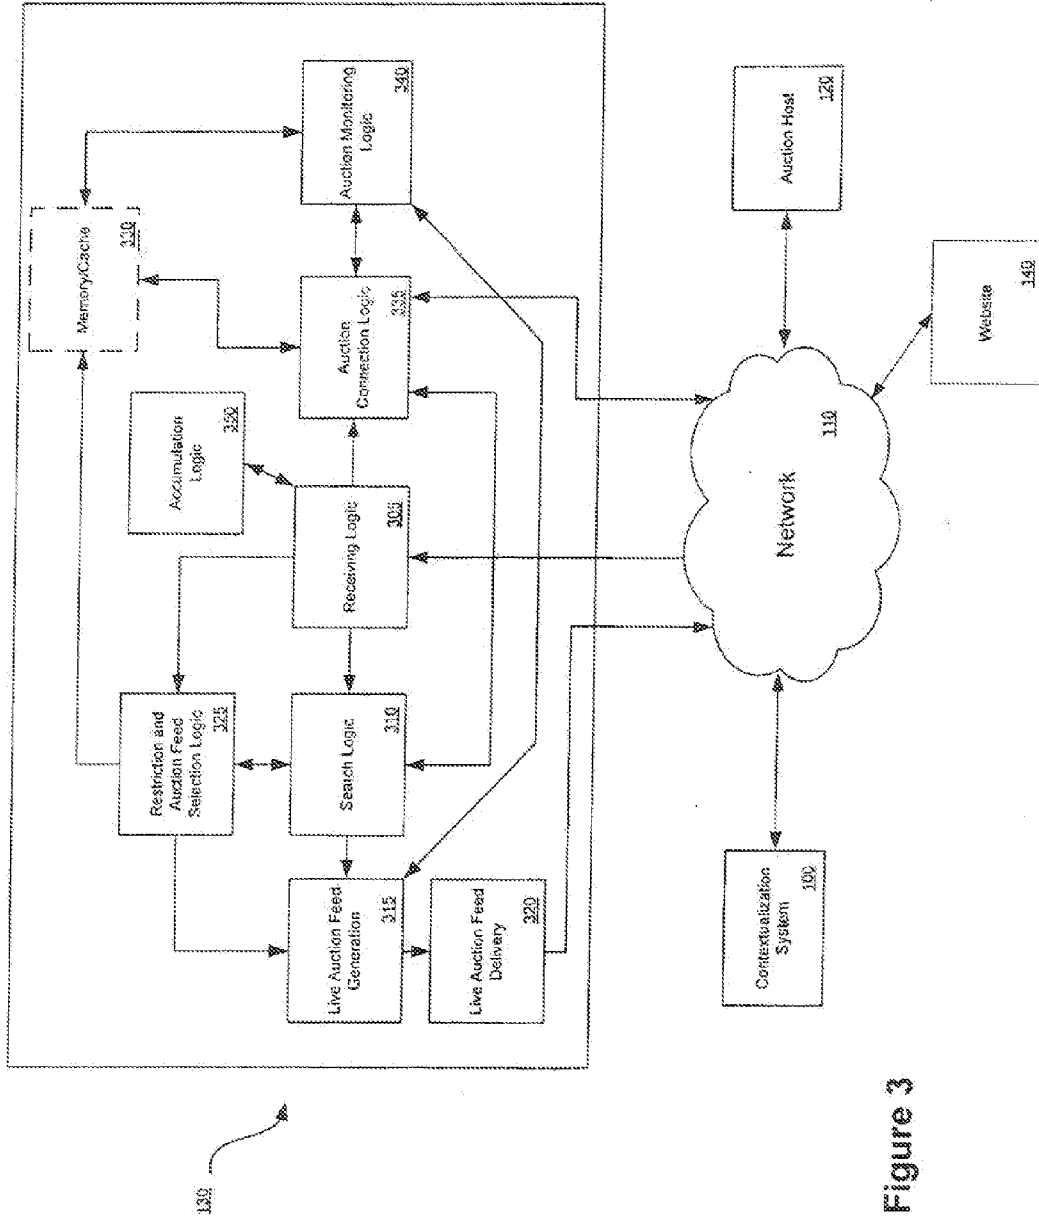 130
Memory/Cache
330
Restriction and
Auction Feed
Selection Logic
325
Accumulation
Logic
350
Live Auction Feed
Generation
315
Search Logic
310
Receiving Logic
305
Auction
Connection Logic
335
Auction Monitoring
Logic
340
Live Auction Feed
Delivery
320
Contextualization
System
100
Network
110
Auction Host
120
Website
140
Figure 3